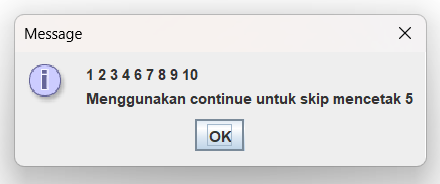 Message
1 2 3 4 6 7 8 9 10
Menggunakan continue untuk skip mencetak 5
OK